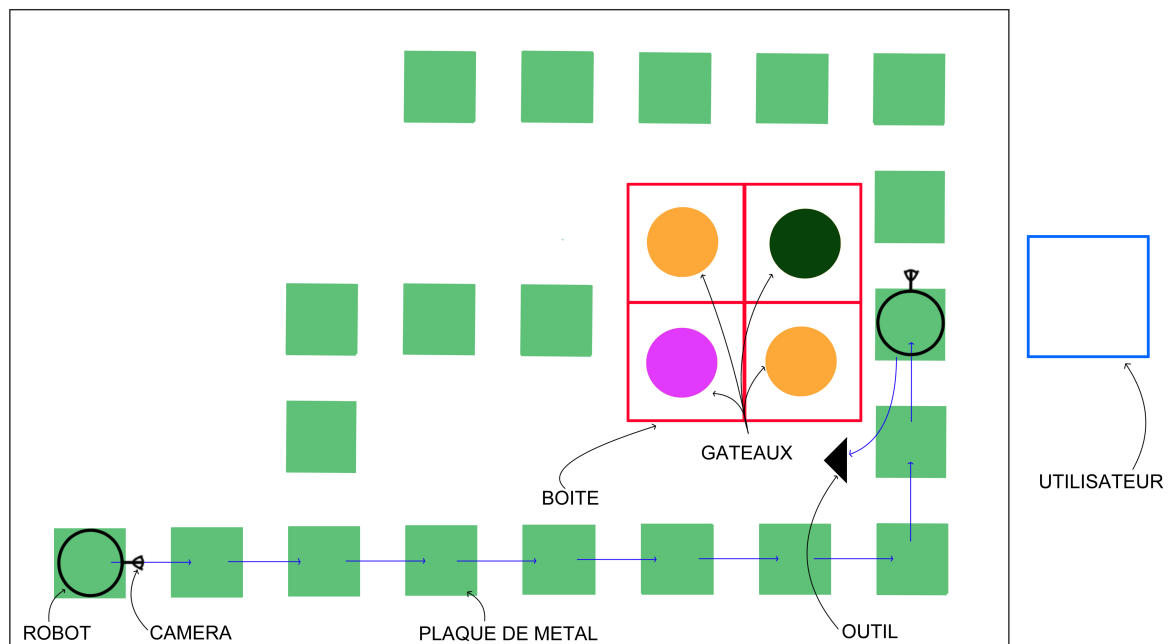 GATEAUX
UTILISATEUR
BOITE
ROBOT
CAMERA
PLAQUE DE METAL
OUTIL